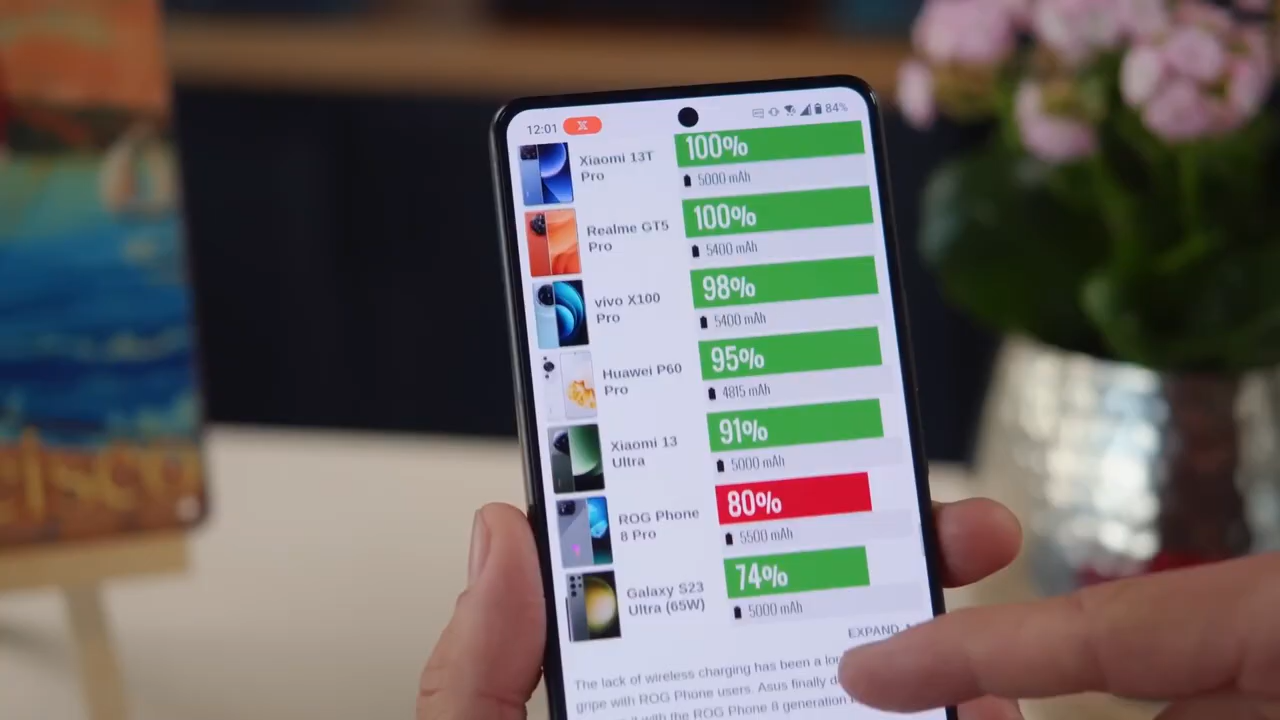 12:01
84%
Xiaomi 13T
Pro
100%
5000 mAh
Realme GT5
Pro
100%
5400 mAh
vivo X100
Pro
98%
5400 mAh
Huawei P60
Pro
95%
4815 mAh
Xiaomi 13
Ultra
91%
5000 mAh
ROG Phone
8 Pro
80%
5500 mAh
Galaxy S23
Ultra (65W)
74%
5000 mAh
EXPAND
The lack of wireless charging has been a
gripe with ROG Phone users. Asus finally
with the ROG Phone 8 generation